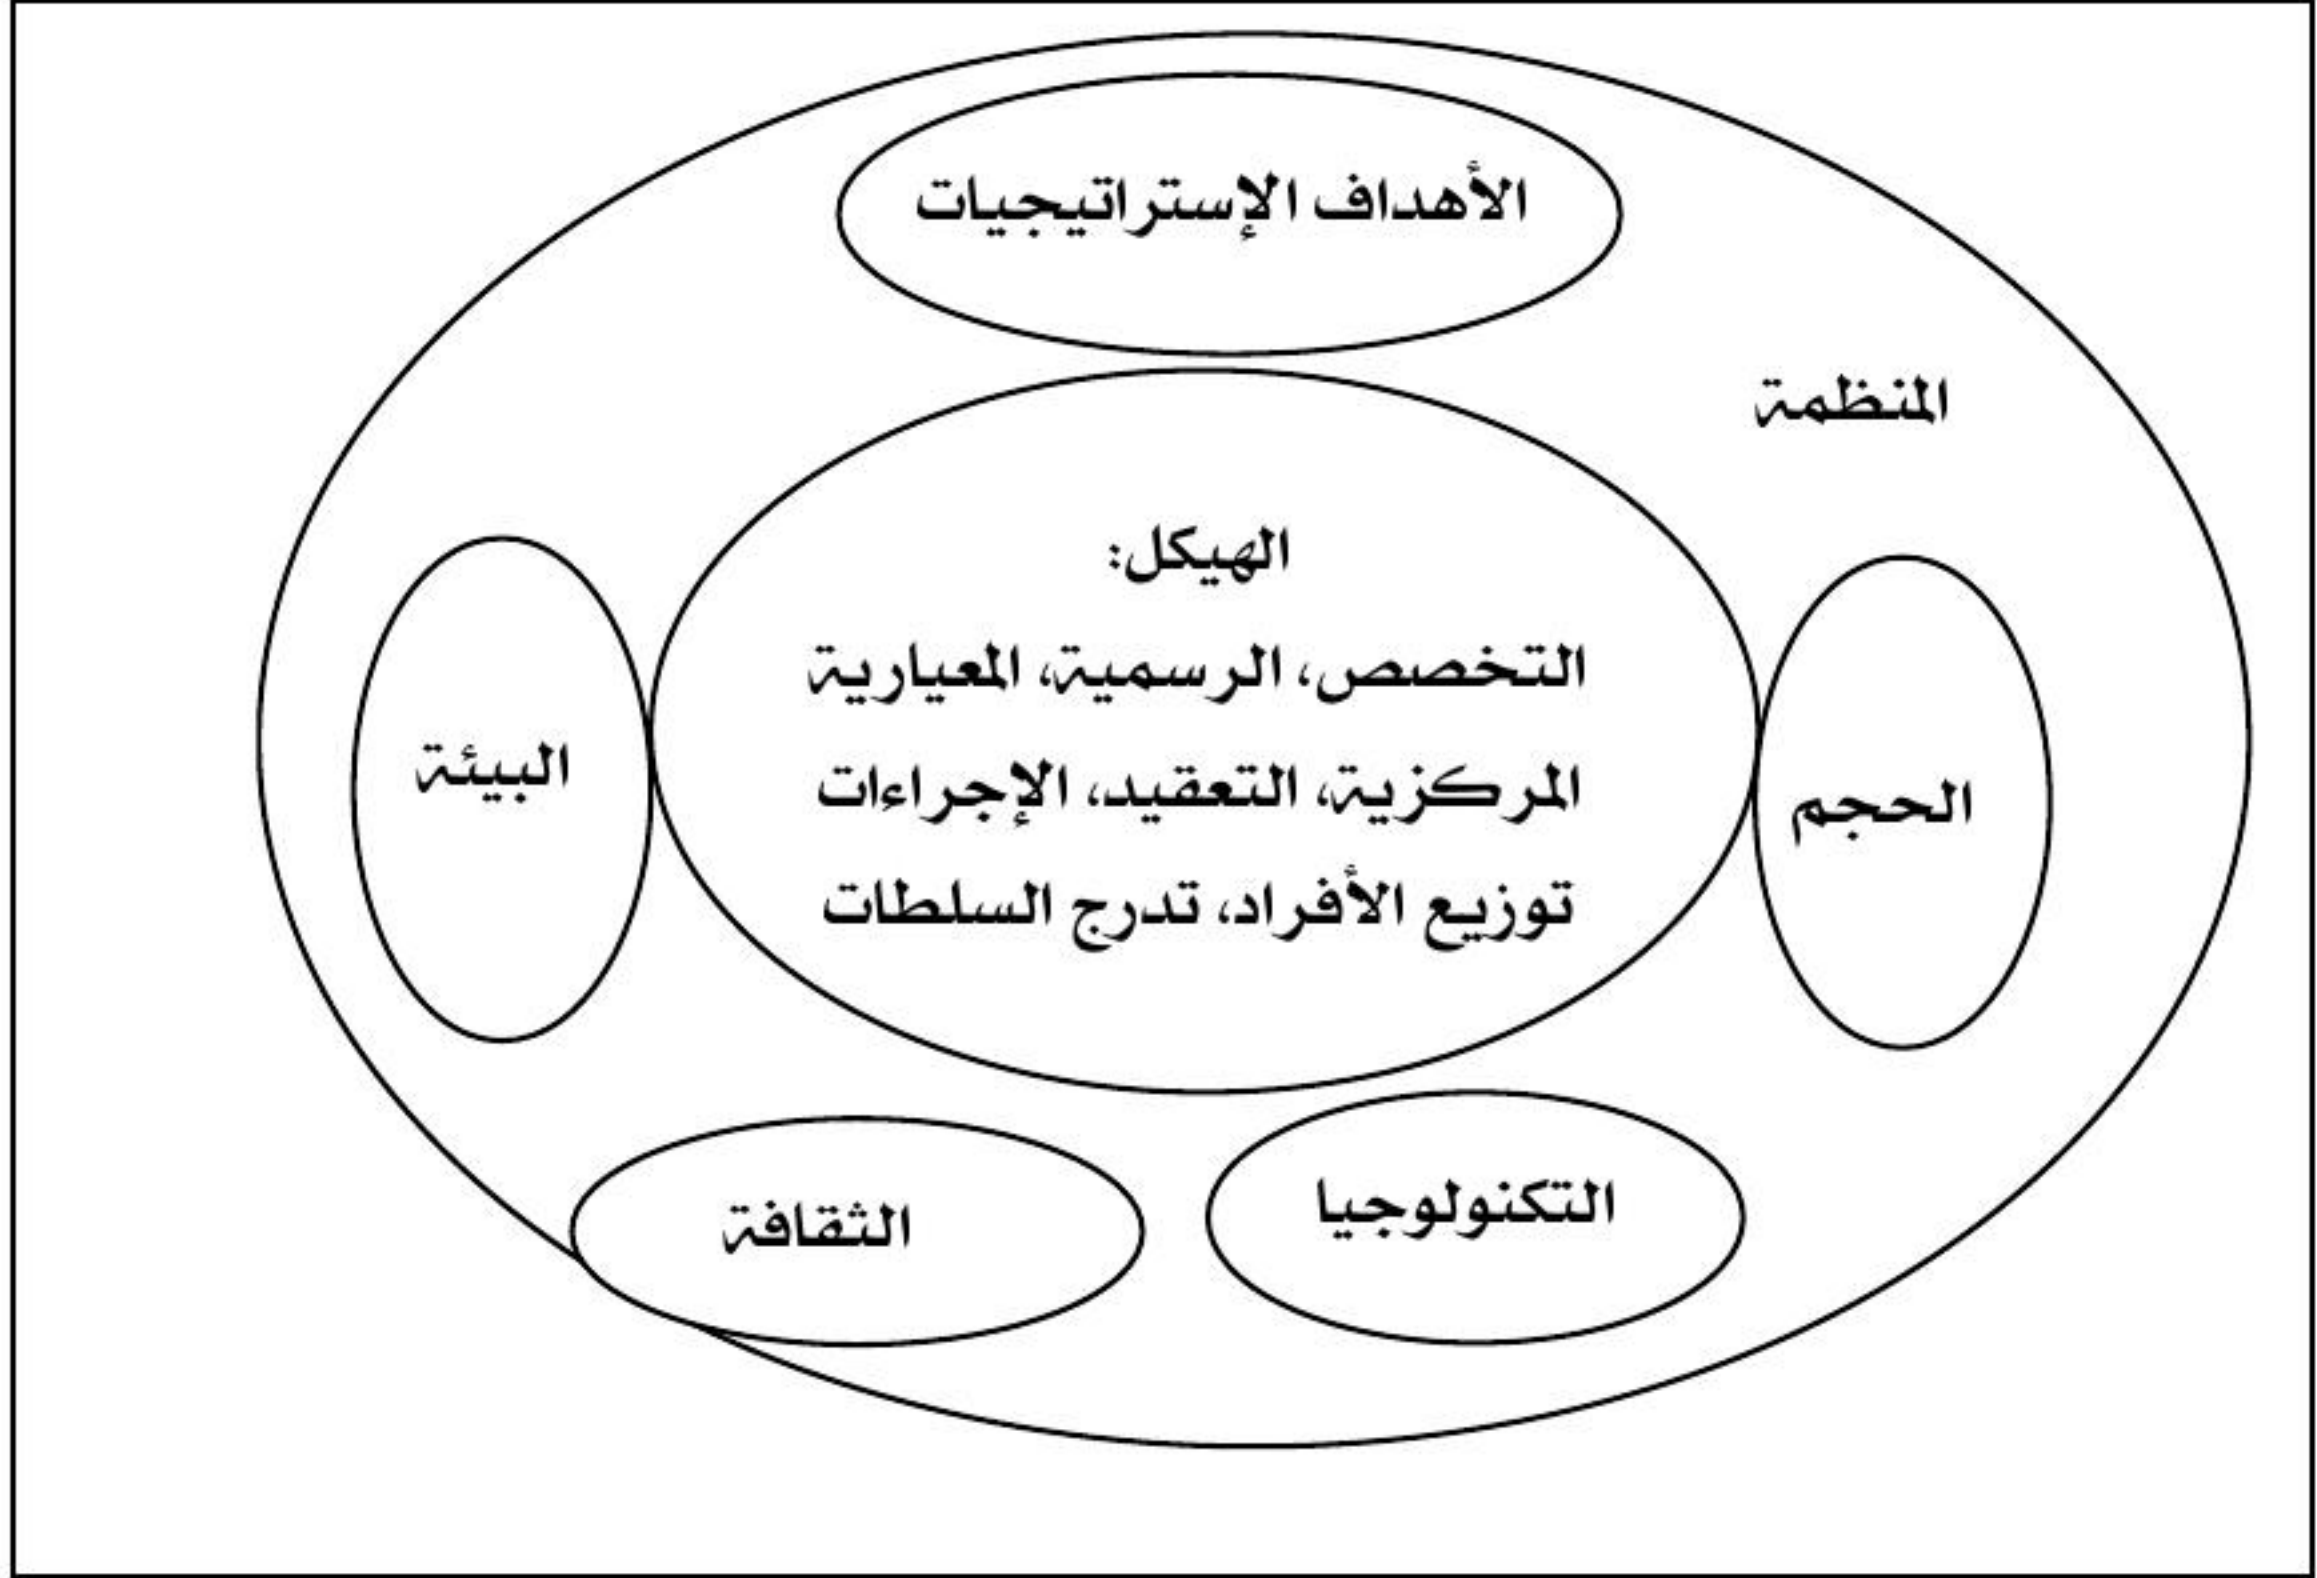 الأهداف الإستراتيجيات
المنظمة
الهيكل:
التخصص، الرسمية، المعيارية
المركزية، التعقيد، الإجراءات
توزيع الأفراد، تدرج السلطات
الحجم
البيئة
التكنولوجيا
الثقافة